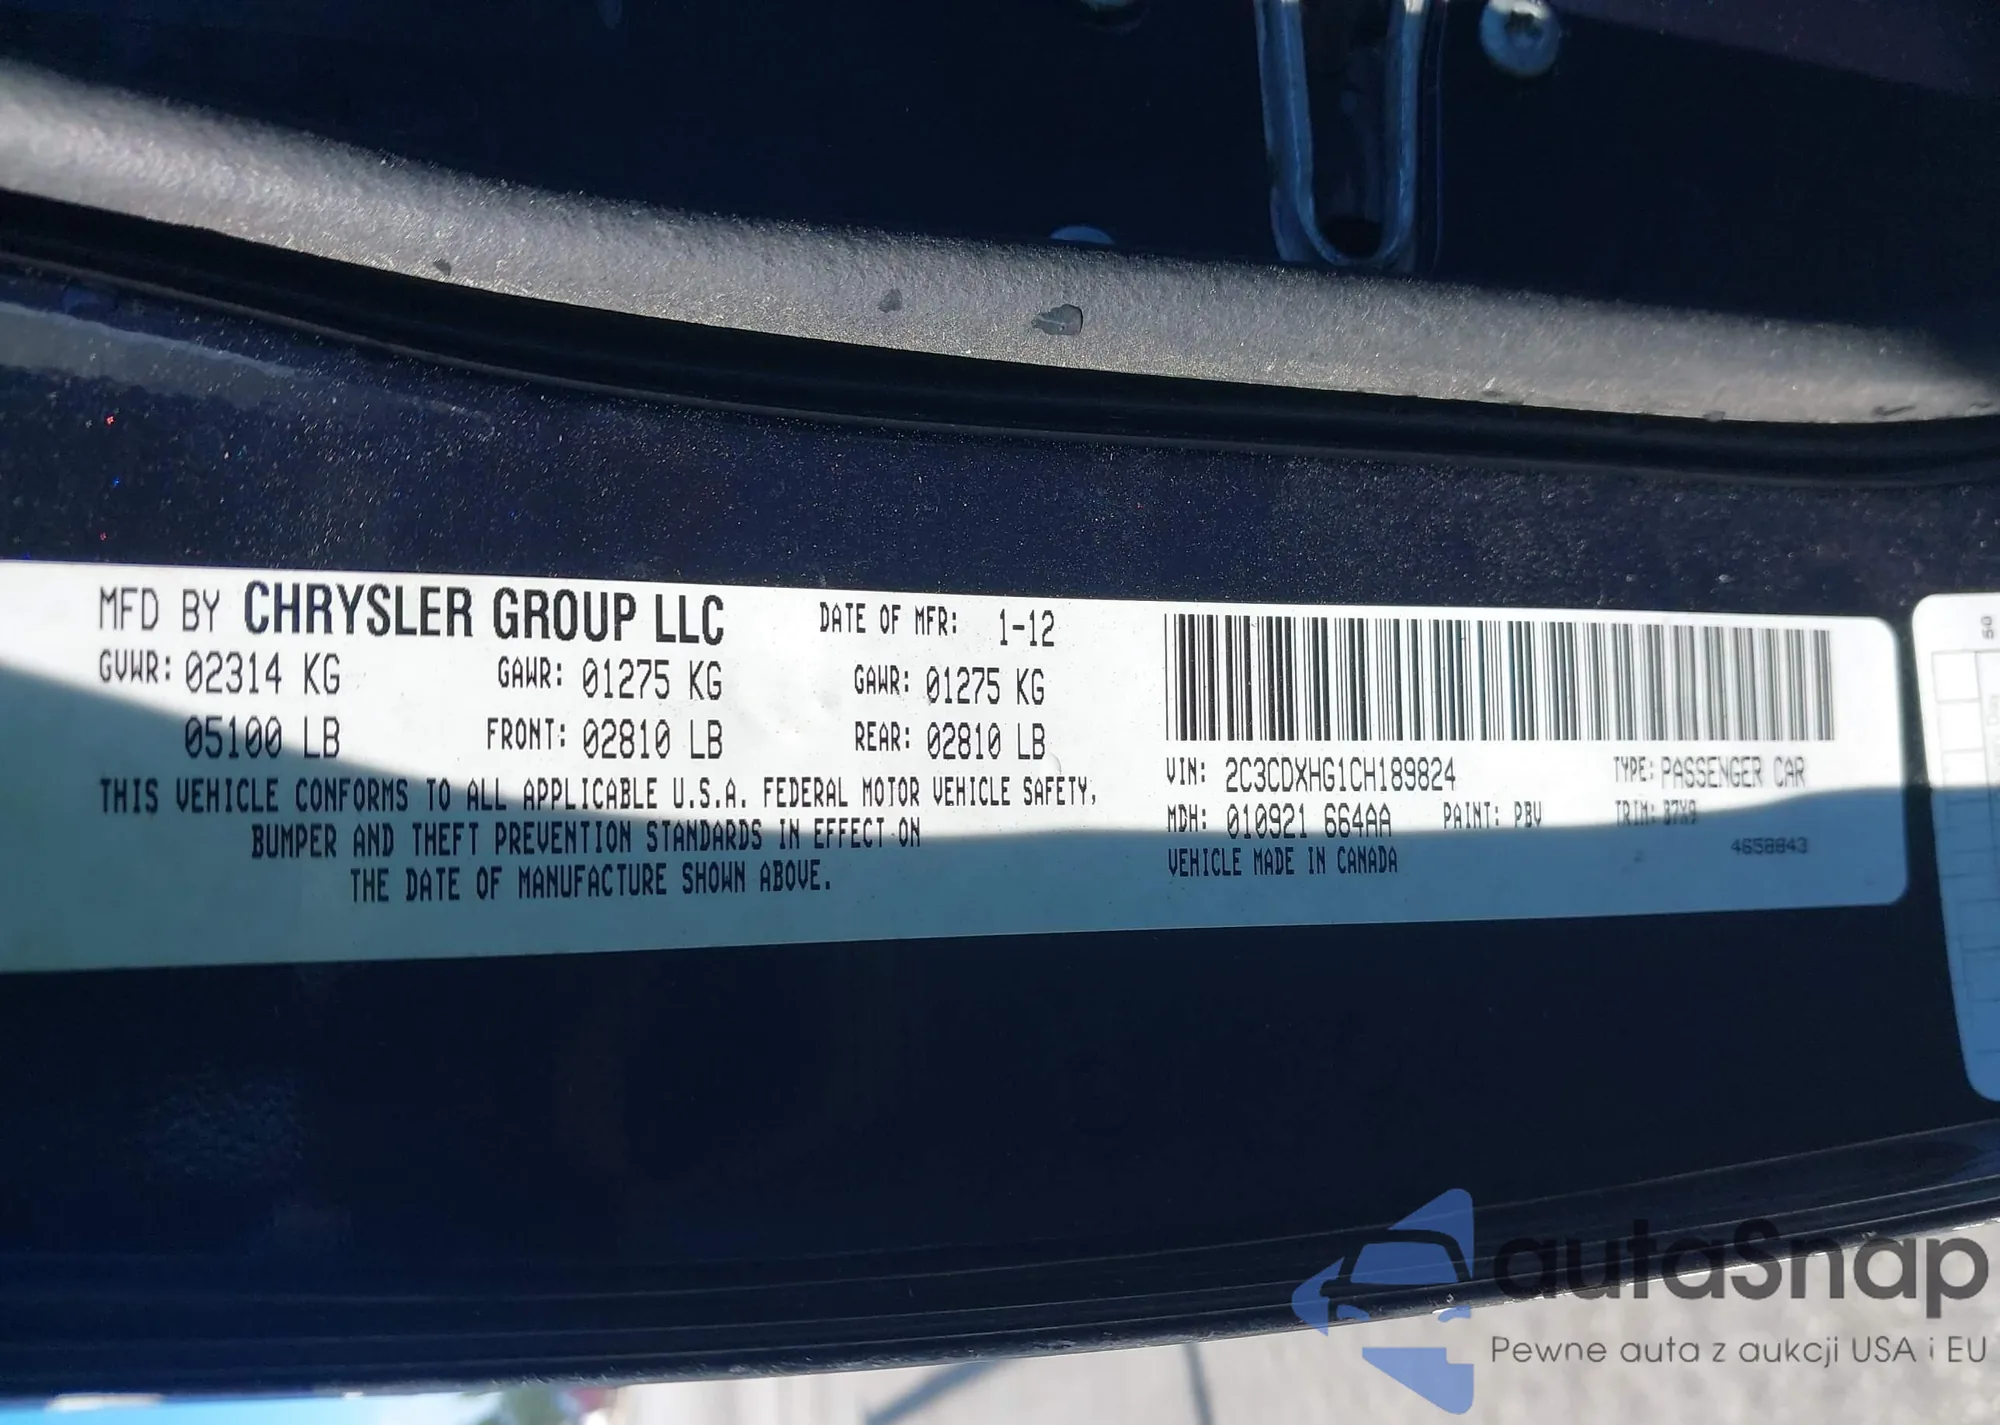 MFD BY CHRYSLER GROUP LLC DATE OF MFR: 1-12
GVWR: 02314 KG GAWR: 01275 KG GAWR: 01275 KG
05100 LB FRONT: 02810 LB REAR: 02810 LB
THIS VEHICLE CONFORMS TO ALL APPLICABLE U.S.A. FEDERAL MOTOR VEHICLE SAFETY,
BUMPER AND THEFT PREVENTION STANDARDS IN EFFECT ON
THE DATE OF MANUFACTURE SHOWN ABOVE.
VIN: 2C3CDXHG1CH189824 TYPE: PASSENGER CAR
MDH: 010921 664AA PAINT: PBV TRIM: B7X9
VEHICLE MADE IN CANADA 4658843
autaSnap
Pewne auta z aukcji USA i EU